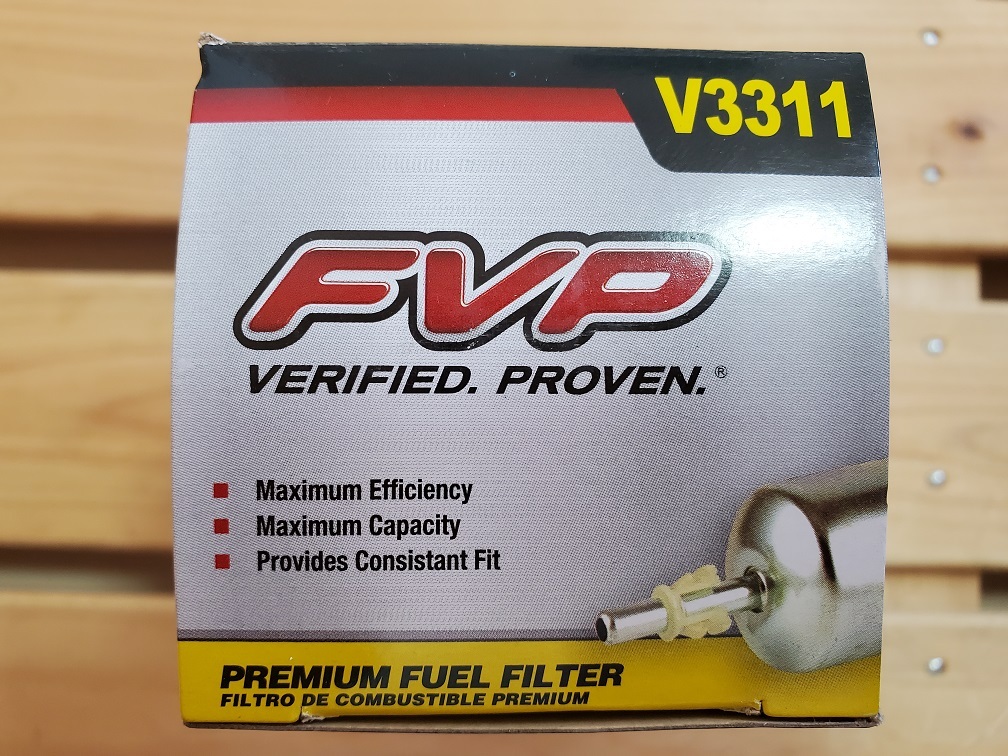 V3311
FVP
VERIFIED. PROVEN.®
Maximum Efficiency
Maximum Capacity
Provides Consistant Fit
PREMIUM FUEL FILTER
FILTRO DE COMBUSTIBLE PREMIUM